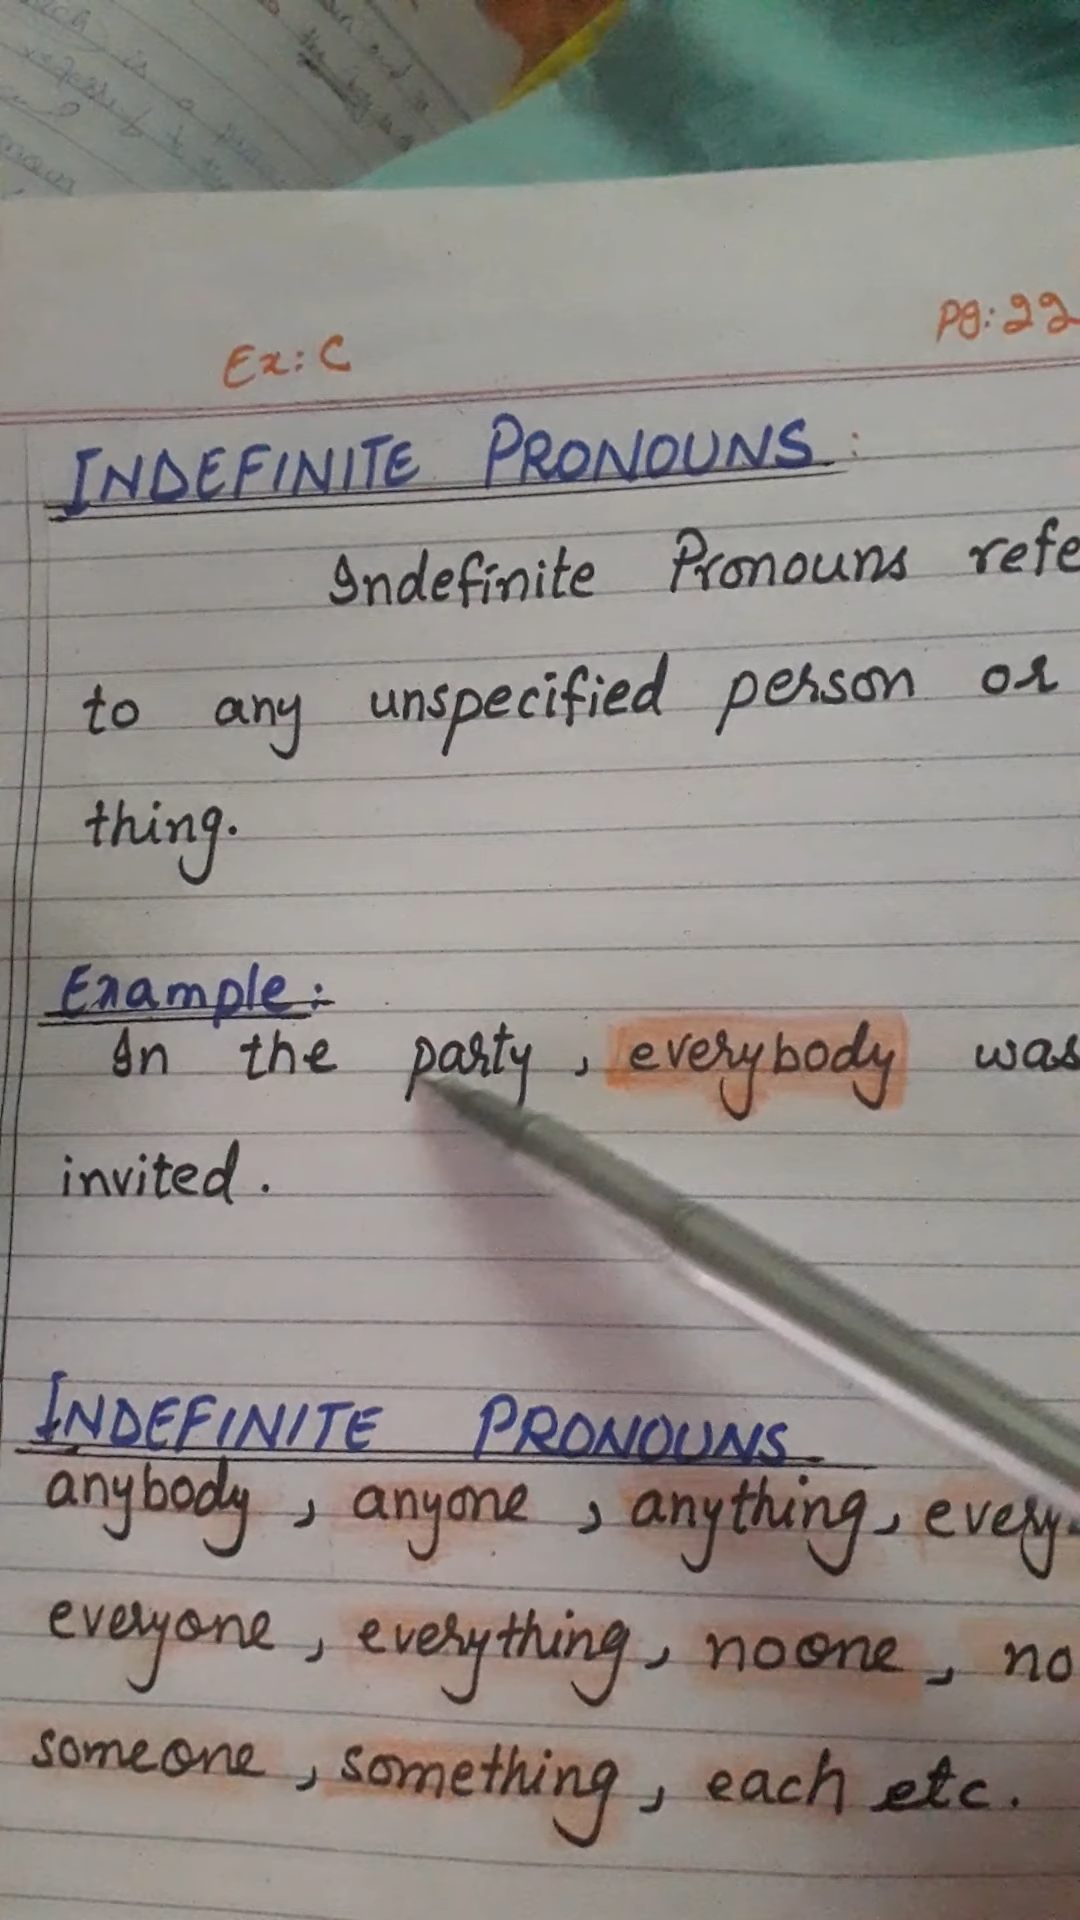 Ex: C
Pg: 22
INDEFINITE PRONOUNS :
Indefinite Pronouns refe
to any unspecified person or
thing.
Example :-
In the party , everybody was
invited .
INDEFINITE PRONOUNS
anybody , anyone , anything , every
everyone , everything , noone , no
someone , something , each etc .